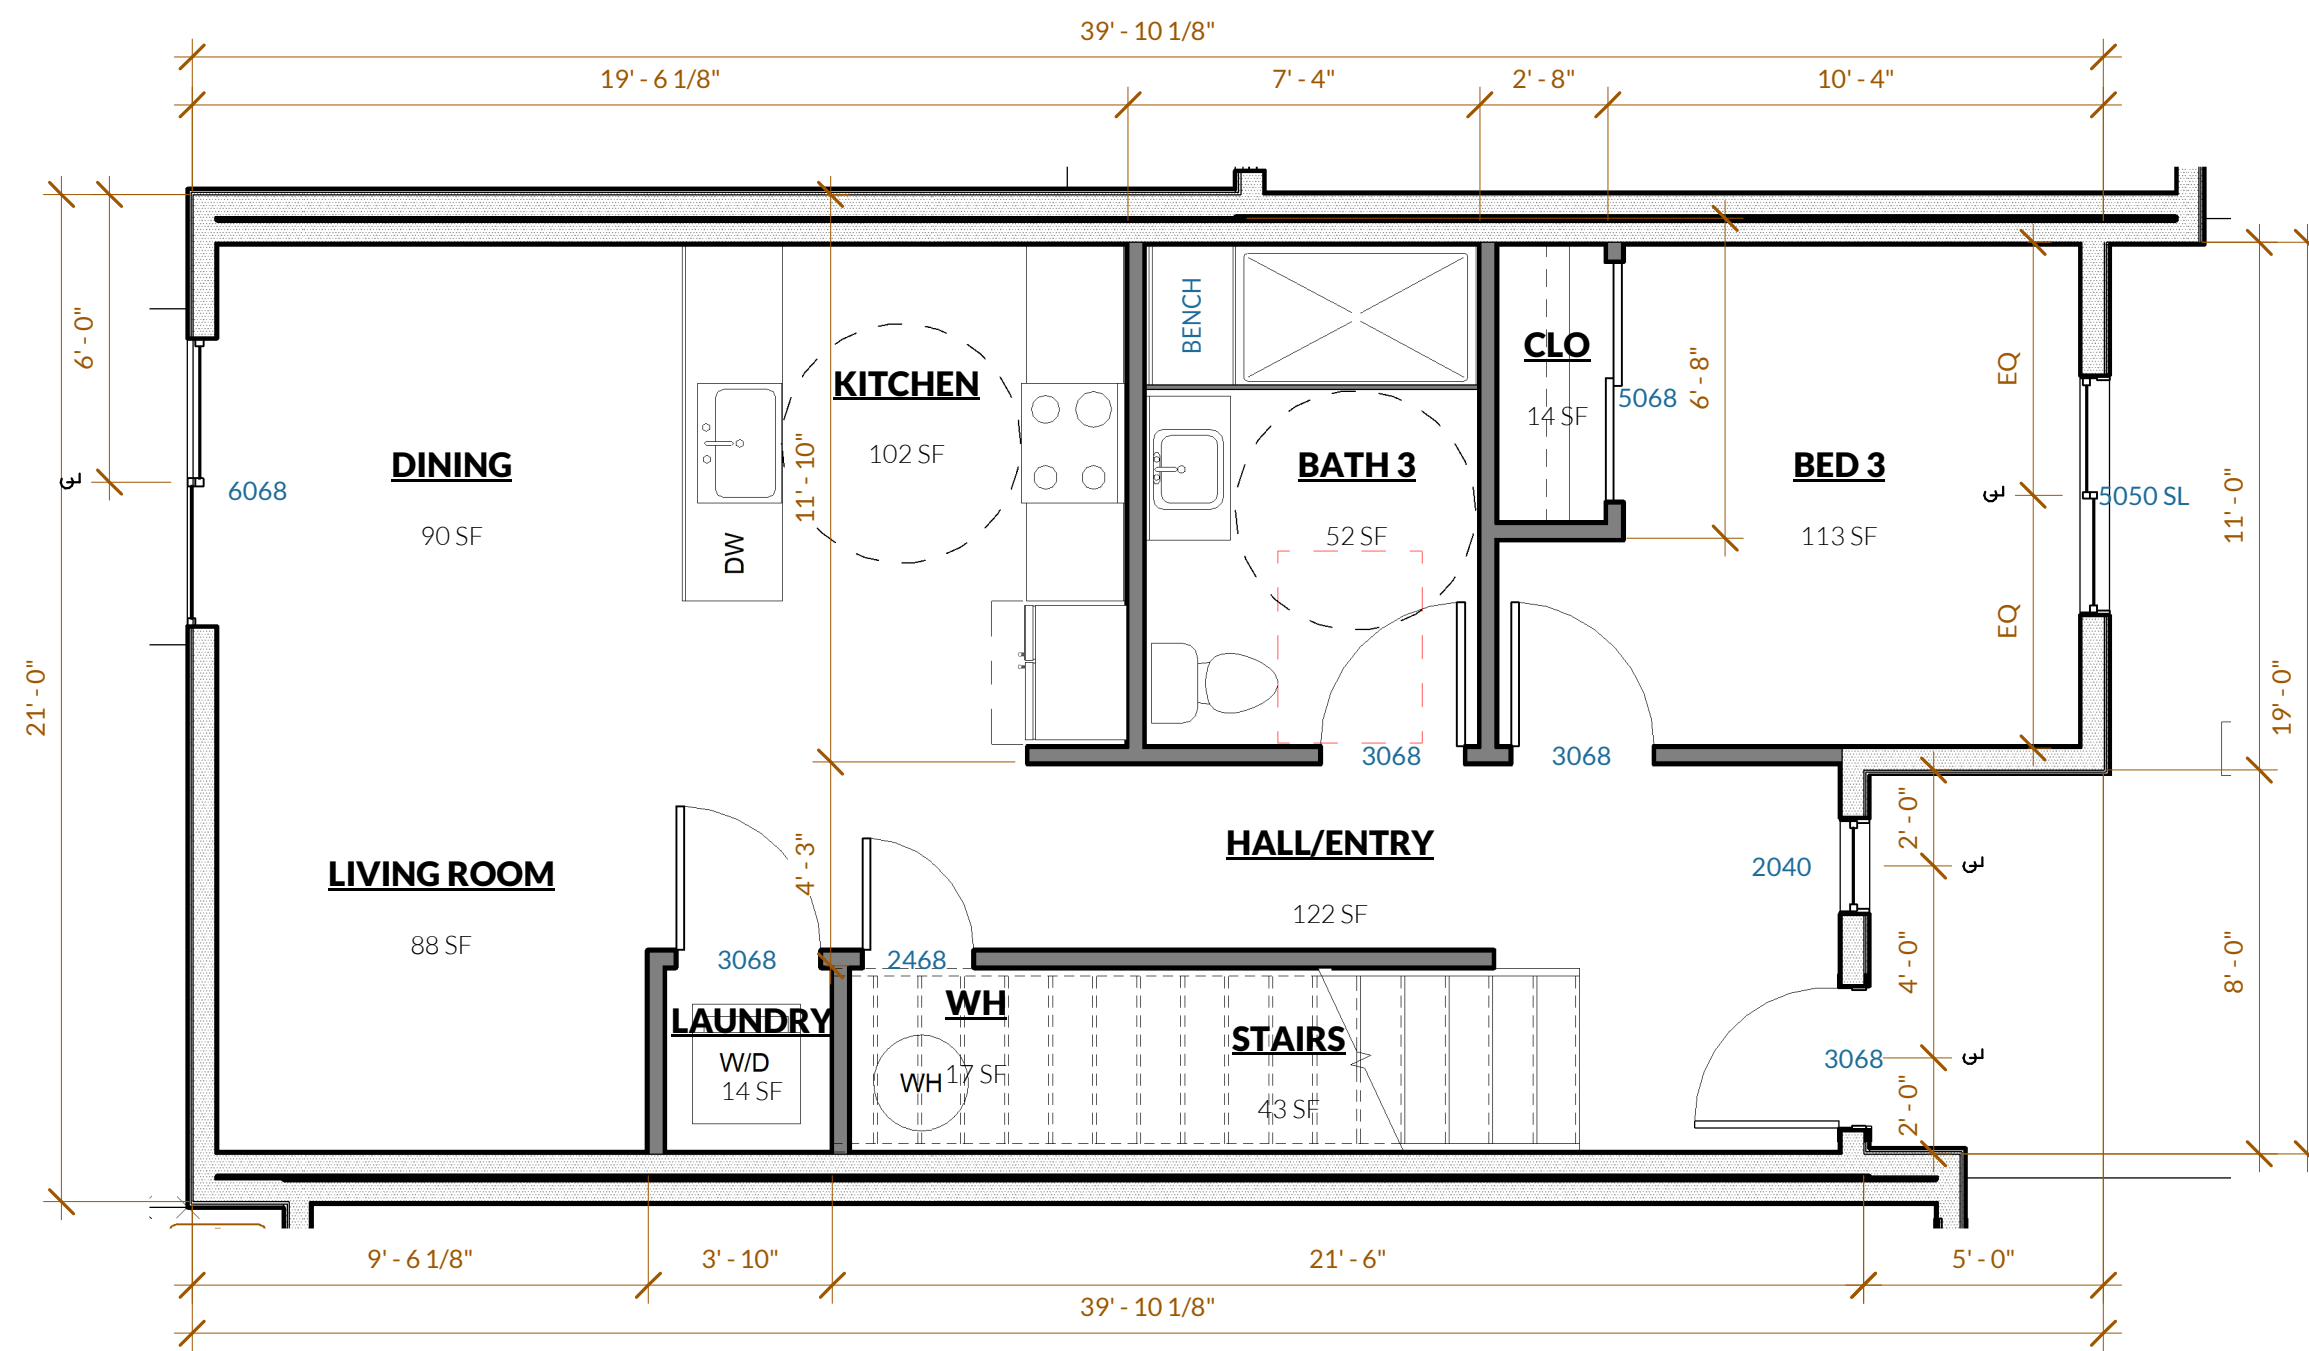 39' - 10 1/8"
19' - 6 1/8"
7' - 4"
2' - 8"
10' - 4"
6' - 0"
21' - 0"
BENCH
CLO
14 SF
5068
6' - 8"
EQ
KITCHEN
102 SF
11' - 10"
DINING
90 SF
6068
DW
BATH 3
52 SF
BED 3
113 SF
5050 SL
11' - 0"
EQ
19' - 0"
3068
3068
LIVING ROOM
88 SF
4' - 3"
HALL/ENTRY
122 SF
2040
2' - 0"
4' - 0"
8' - 0"
3068
2468
LAUNDRY
W/D
14 SF
WH
WH
17 SF
STAIRS
43 SF
3068
2' - 0"
9' - 6 1/8"
3' - 10"
21' - 6"
5' - 0"
39' - 10 1/8"